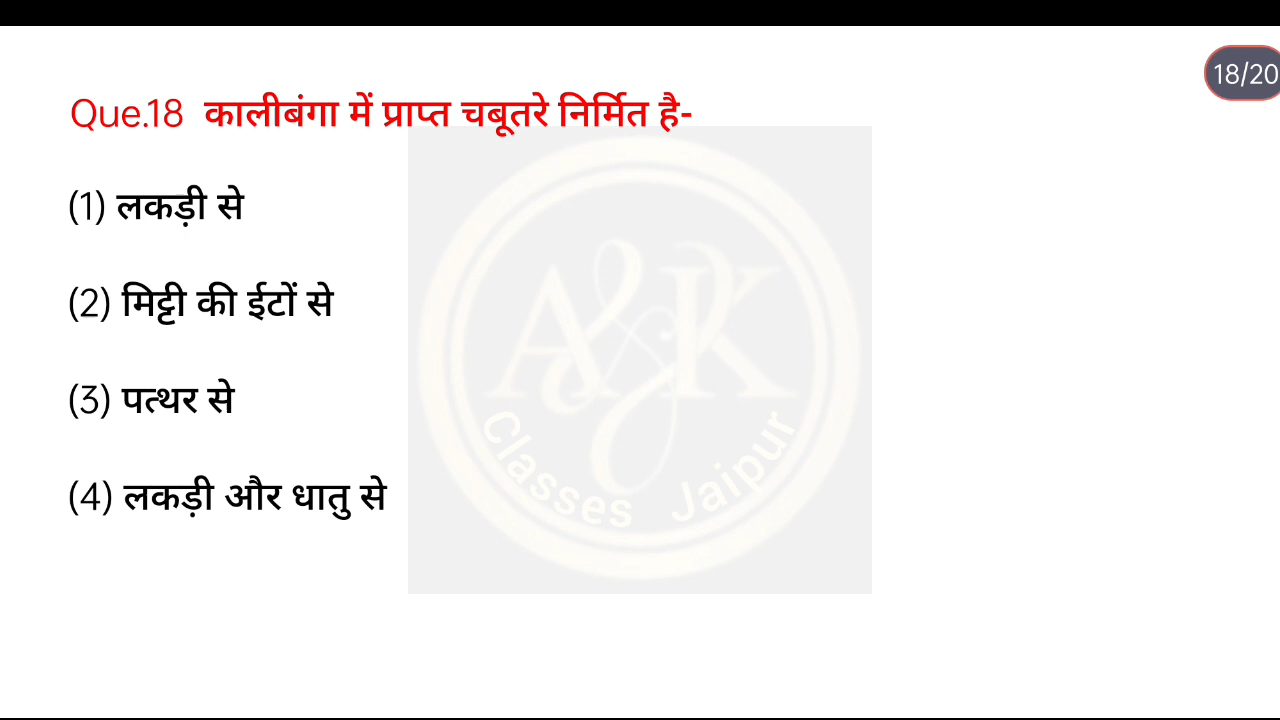 18/20
Que.18 कालीबंगा में प्राप्त चबूतरे निर्मित है-
(1) लकड़ी से
(2) मिट्टी की ईटों से
(3) पत्थर से
(4) लकड़ी और धातु से
A&K
Classes Jaipur